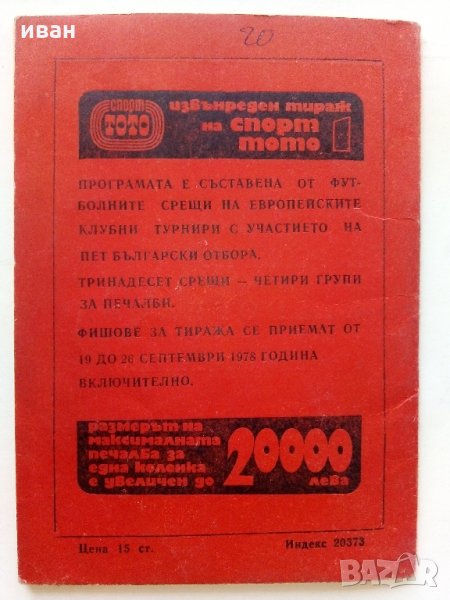 иван
20
СПОРТ
ТОТО
извънреден тираж
на спорт
тото
ПРОГРАМАТА Е СЪСТАВЕНА ОТ ФУТ-
БОЛНИТЕ СРЕЩИ НА ЕВРОПЕЙСКИТЕ
КЛУБНИ ТУРНИРИ С УЧАСТИЕТО НА
ПЕТ БЪЛГАРСКИ ОТБОРА.
ТРИНАДЕСЕТ СРЕЩИ — ЧЕТИРИ ГРУПИ
ЗА ПЕЧАЛБИ.
ФИШОВЕ ЗА ТИРАЖА СЕ ПРИЕМАТ ОТ
19 ДО 26 СЕПТЕМВРИ 1978 ГОДИНА
ВКЛЮЧИТЕЛНО.
размерът на
максималната
печалба за
една колонка
е увеличен до
20000
лева
Цена 15 ст. Индекс 20373
BAZAR